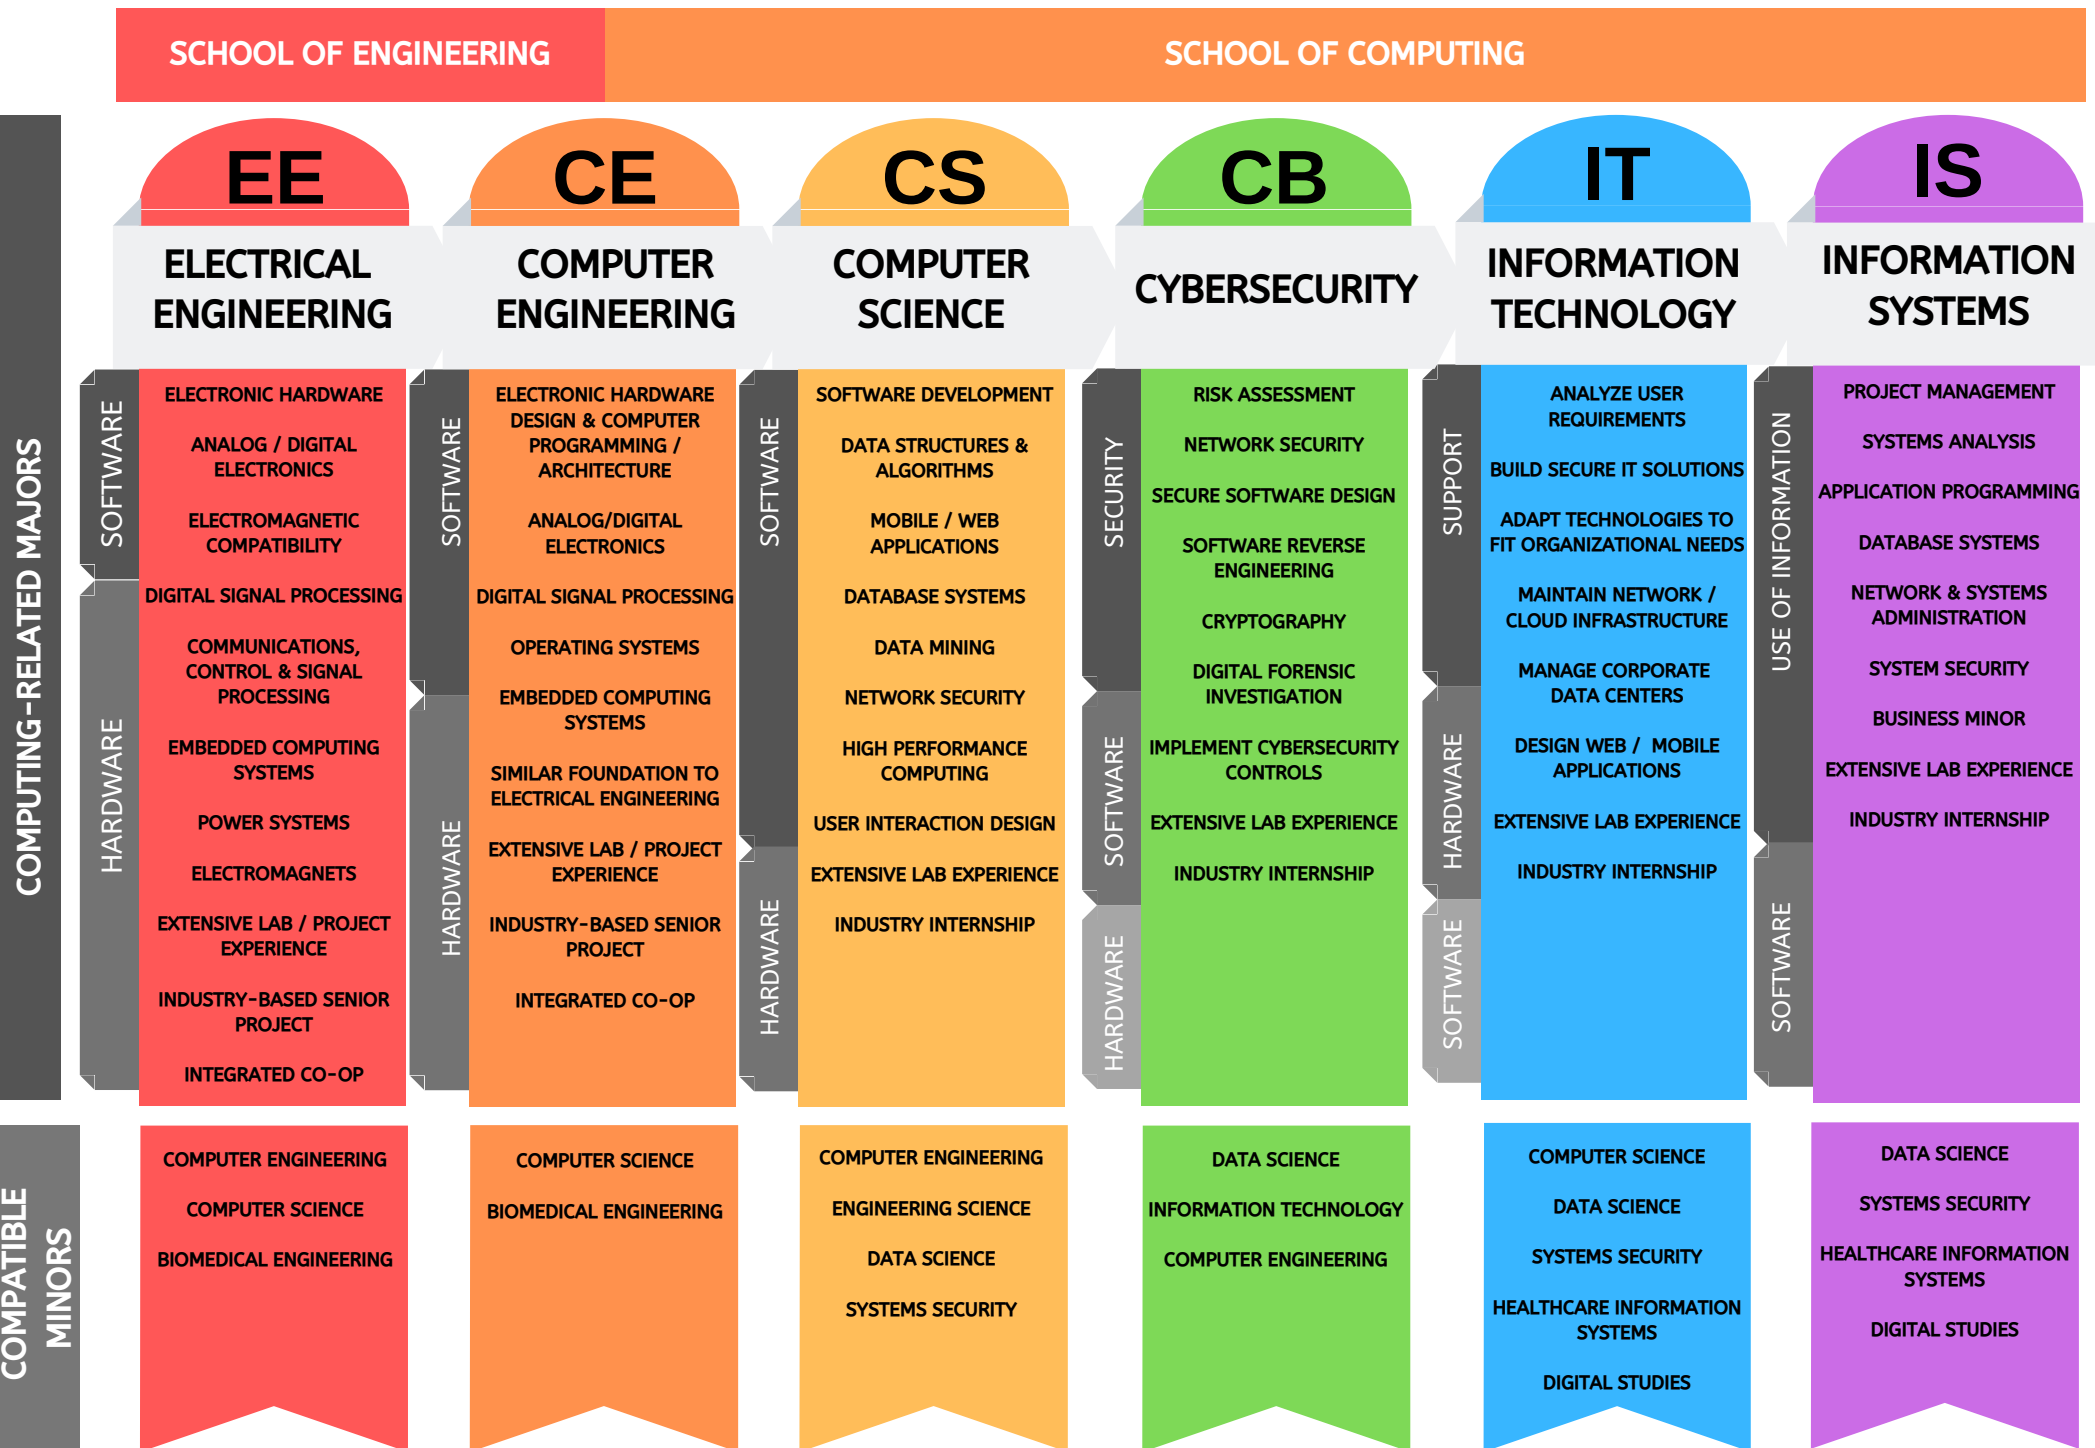 SCHOOL OF ENGINEERING
SCHOOL OF COMPUTING
COMPUTING-RELATED MAJORS
EE
ELECTRICAL
ENGINEERING
SOFTWARE
HARDWARE
ELECTRONIC HARDWARE
ANALOG / DIGITAL
ELECTRONICS
ELECTROMAGNETIC
COMPATIBILITY
DIGITAL SIGNAL PROCESSING
COMMUNICATIONS,
CONTROL & SIGNAL
PROCESSING
EMBEDDED COMPUTING
SYSTEMS
POWER SYSTEMS
ELECTROMAGNETS
EXTENSIVE LAB / PROJECT
EXPERIENCE
INDUSTRY-BASED SENIOR
PROJECT
INTEGRATED CO-OP
CE
COMPUTER
ENGINEERING
SOFTWARE
HARDWARE
ELECTRONIC HARDWARE
DESIGN & COMPUTER
PROGRAMMING /
ARCHITECTURE
ANALOG/DIGITAL
ELECTRONICS
DIGITAL SIGNAL PROCESSING
OPERATING SYSTEMS
EMBEDDED COMPUTING
SYSTEMS
SIMILAR FOUNDATION TO
ELECTRICAL ENGINEERING
EXTENSIVE LAB / PROJECT
EXPERIENCE
INDUSTRY-BASED SENIOR
PROJECT
INTEGRATED CO-OP
CS
COMPUTER
SCIENCE
SOFTWARE
HARDWARE
SOFTWARE DEVELOPMENT
DATA STRUCTURES &
ALGORITHMS
MOBILE / WEB
APPLICATIONS
DATABASE SYSTEMS
DATA MINING
NETWORK SECURITY
HIGH PERFORMANCE
COMPUTING
USER INTERACTION DESIGN
EXTENSIVE LAB EXPERIENCE
INDUSTRY INTERNSHIP
CB
CYBERSECURITY
SECURITY
SOFTWARE
HARDWARE
RISK ASSESSMENT
NETWORK SECURITY
SECURE SOFTWARE DESIGN
SOFTWARE REVERSE
ENGINEERING
CRYPTOGRAPHY
DIGITAL FORENSIC
INVESTIGATION
IMPLEMENT CYBERSECURITY
CONTROLS
EXTENSIVE LAB EXPERIENCE
INDUSTRY INTERNSHIP
IT
INFORMATION
TECHNOLOGY
SUPPORT
HARDWARE
SOFTWARE
ANALYZE USER
REQUIREMENTS
BUILD SECURE IT SOLUTIONS
ADAPT TECHNOLOGIES TO
FIT ORGANIZATIONAL NEEDS
MAINTAIN NETWORK /
CLOUD INFRASTRUCTURE
MANAGE CORPORATE
DATA CENTERS
DESIGN WEB / MOBILE
APPLICATIONS
EXTENSIVE LAB EXPERIENCE
INDUSTRY INTERNSHIP
IS
INFORMATION
SYSTEMS
USE OF INFORMATION
SOFTWARE
PROJECT MANAGEMENT
SYSTEMS ANALYSIS
APPLICATION PROGRAMMING
DATABASE SYSTEMS
NETWORK & SYSTEMS
ADMINISTRATION
SYSTEM SECURITY
BUSINESS MINOR
EXTENSIVE LAB EXPERIENCE
INDUSTRY INTERNSHIP
COMPATIBLE
MINORS
COMPUTER ENGINEERING
COMPUTER SCIENCE
BIOMEDICAL ENGINEERING
COMPUTER SCIENCE
BIOMEDICAL ENGINEERING
COMPUTER ENGINEERING
ENGINEERING SCIENCE
DATA SCIENCE
SYSTEMS SECURITY
DATA SCIENCE
INFORMATION TECHNOLOGY
COMPUTER ENGINEERING
COMPUTER SCIENCE
DATA SCIENCE
SYSTEMS SECURITY
HEALTHCARE INFORMATION
SYSTEMS
DIGITAL STUDIES
DATA SCIENCE
SYSTEMS SECURITY
HEALTHCARE INFORMATION
SYSTEMS
DIGITAL STUDIES